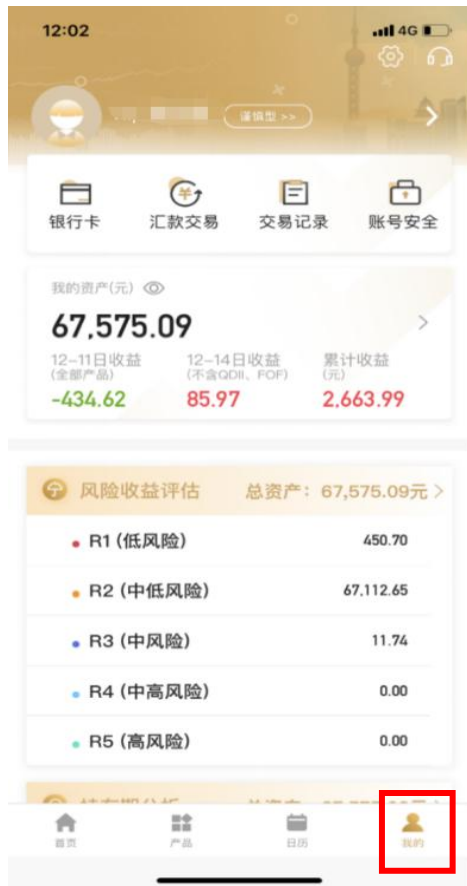 12:02
4G
谨慎型 >>
银行卡 汇款交易 交易记录 账号安全
我的资产(元)
67,575.09
12-11日收益 12-14日收益 累计收益
(全部产品) (不含QDII、FOF) (元)
-434.62 85.97 2,663.99
风险收益评估 总资产：67,575.09元
R1 (低风险) 450.70
R2 (中低风险) 67,112.65
R3 (中风险) 11.74
R4 (中高风险) 0.00
R5 (高风险) 0.00
首页 产品 日历 我的